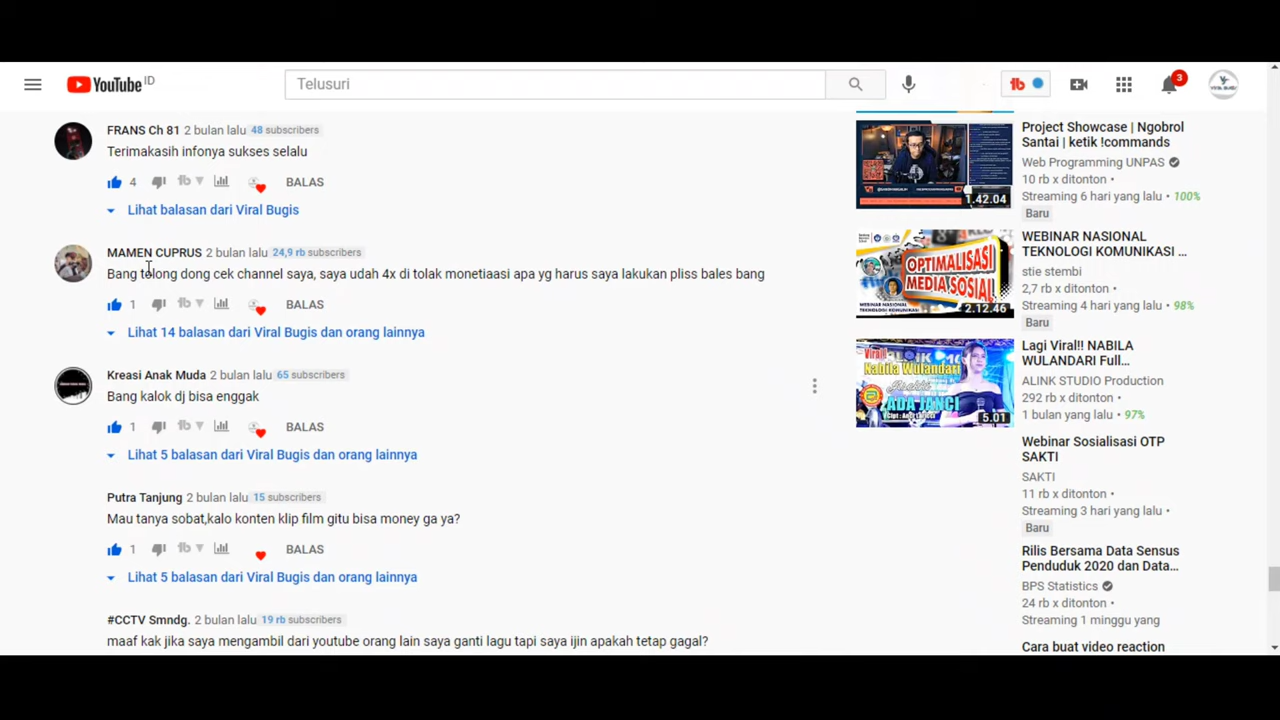 YouTube ID
Telusuri
3
FRANS Ch 81 2 bulan lalu 48 subscribers
4 BALAS
Lihat balasan dari Viral Bugis
MAMEN CUPRUS 2 bulan lalu 24,9 rb subscribers
Bang tolong dong cek channel saya, saya udah 4x di tolak monetiaasi apa yg harus saya lakukan pliss bales bang
1 BALAS
Lihat 14 balasan dari Viral Bugis dan orang lainnya
Kreasi Anak Muda 2 bulan lalu 65 subscribers
Bang kalok dj bisa enggak
1 BALAS
Lihat 5 balasan dari Viral Bugis dan orang lainnya
Putra Tanjung 2 bulan lalu 15 subscribers
Mau tanya sobat,kalo konten klip film gitu bisa money ga ya?
1 BALAS
Lihat 5 balasan dari Viral Bugis dan orang lainnya
#CCTV Smndg. 2 bulan lalu 19 rb subscribers
maaf kak jika saya mengambil dari youtube orang lain saya ganti lagu tapi saya ijin apakah tetap gagal?
1.42.04
Project Showcase | Ngobrol
Santai | ketik !commands
Web Programming UNPAS
10 rb x ditonton •
Streaming 6 hari yang lalu • 100%
Baru
OPTIMALISASI
MEDIA SOSIAL
2.12.46
WEBINAR NASIONAL
TEKNOLOGI KOMUNIKASI ...
stie stembi
2,7 rb x ditonton •
Streaming 4 hari yang lalu • 98%
Baru
Nabila Wulandari
ADA JANCI
5.01
Lagi Viral!! NABILA
WULANDARI Full...
ALINK STUDIO Production
292 rb x ditonton •
1 bulan yang lalu • 97%
Webinar Sosialisasi OTP
SAKTI
SAKTI
11 rb x ditonton •
Streaming 3 hari yang lalu •
Baru
Rilis Bersama Data Sensus
Penduduk 2020 dan Data...
BPS Statistics
24 rb x ditonton •
Streaming 1 minggu yang
Cara buat video reaction